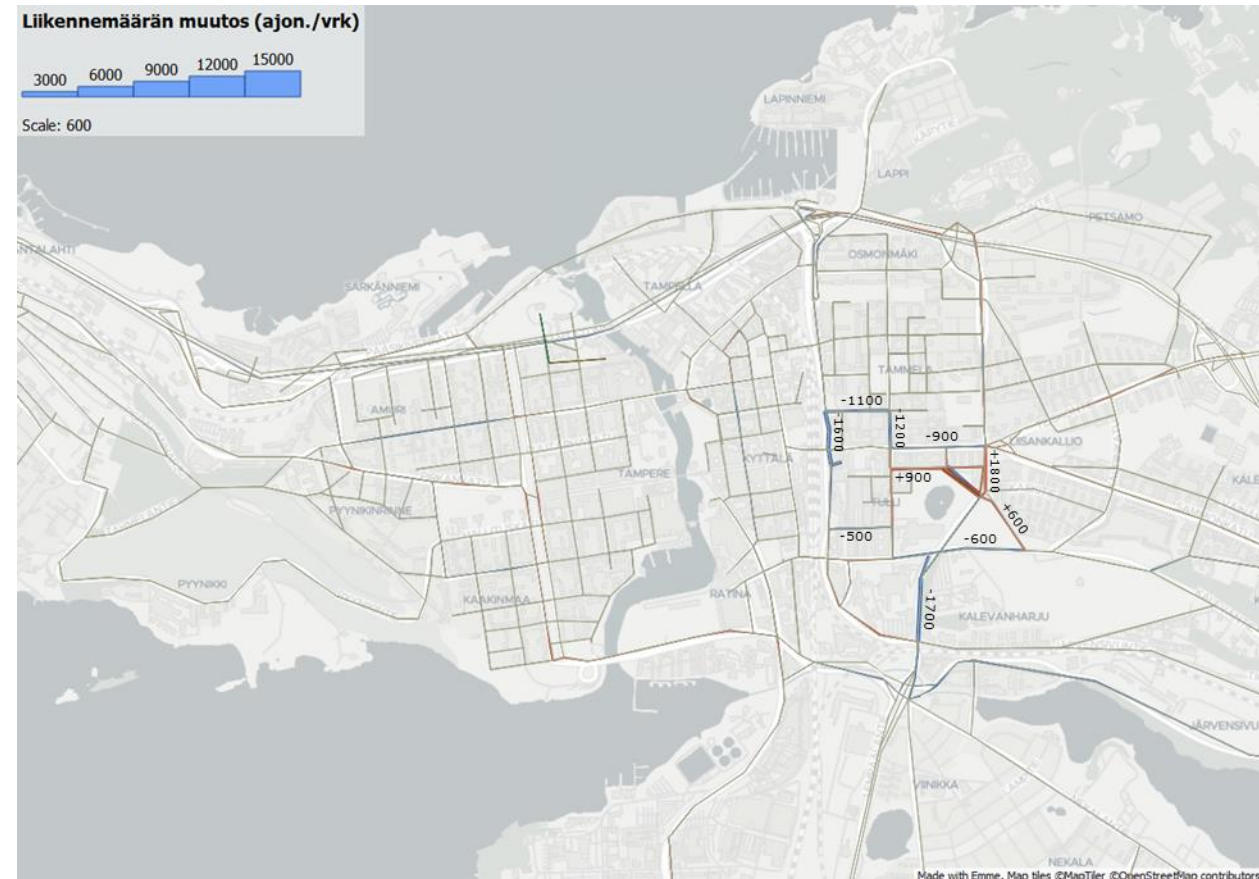 Liikennemäärän muutos (ajon./vrk)
3000 6000 9000 12000 15000
Scale: 600
LAPINNIEMI
LAPPI
PETSAMO
OSMONMÄKI
NTALAHTI
SÄRKÄNNIEMI
TAMPELLA
TAMMELA
AMURI
-1100
-1600
-1200
-900
LIISANKALLIO
KYTTÄLÄ
TAMPERE
+900
+1800
TULLI
+600
PYYNIKINRINNE
-500
-600
PYYNIKKI
KAAKINMAA
RATINA
-1700
KALEVANHARJU
JÄRVENSIVU
VIINIKKA
NEKALA
Made with Emme, Map tiles ©MapTiler ©OpenStreetMap contributors